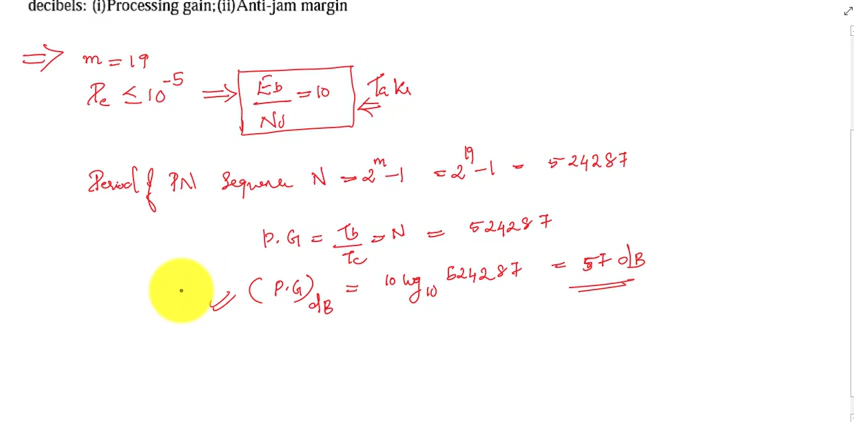 decibels: (i)Processing gain;(ii)Anti-jam margin
⇒ m = 19
Pe ≤ 10^-5 ⇒ Eb/No = 10 ⇐ Take
Period of PN Sequence N = 2^m - 1 = 2^19 - 1 = 524287
P.G = Tb/Tc = N = 524287
(P.G)dB = 10 log10 524287 = 57 dB